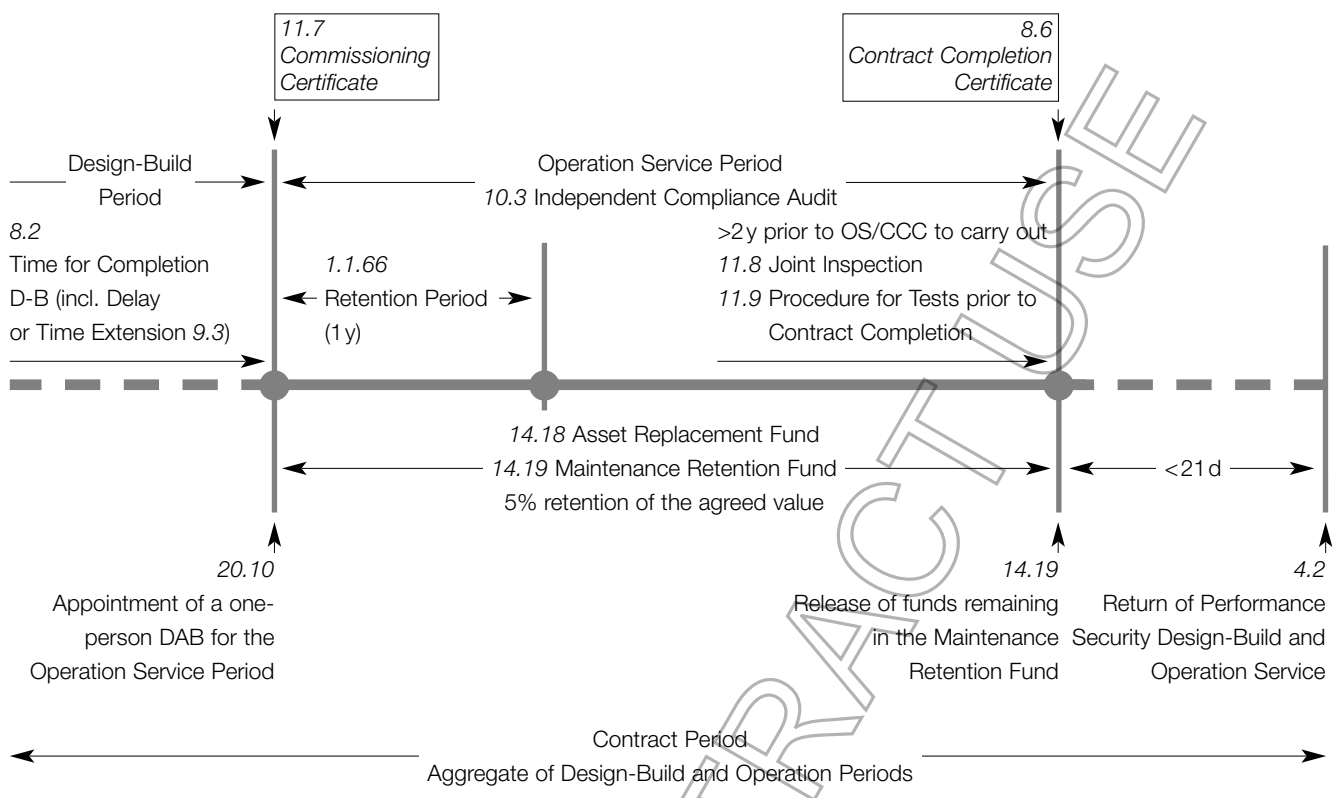 11.7
Commissioning
Certificate
8.6
Contract Completion
Certificate
Design-Build
Period
Operation Service Period
10.3 Independent Compliance Audit
8.2
Time for Completion
D-B (incl. Delay
or Time Extension 9.3)
1.1.66
Retention Period
(1 y)
>2 y prior to OS/CCC to carry out
11.8 Joint Inspection
11.9 Procedure for Tests prior to
Contract Completion
14.18 Asset Replacement Fund
14.19 Maintenance Retention Fund
5% retention of the agreed value
<21 d
20.10
Appointment of a one-
person DAB for the
Operation Service Period
14.19
Release of funds remaining
in the Maintenance
Retention Fund
4.2
Return of Performance
Security Design-Build and
Operation Service
Contract Period
Aggregate of Design-Build and Operation Periods
TRACT USE